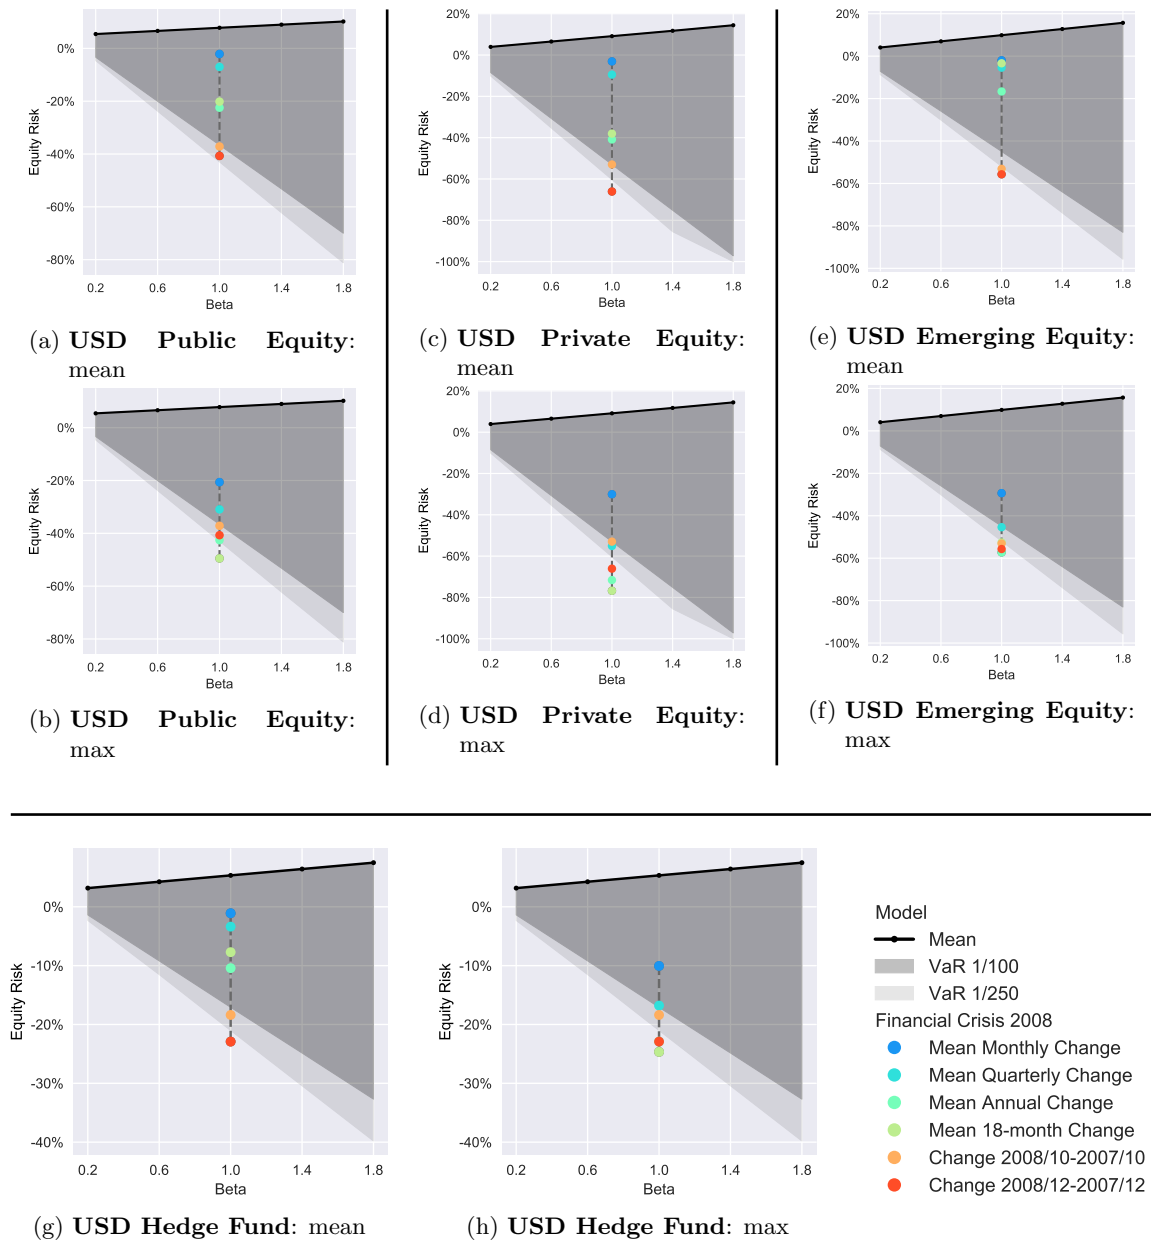 0%
-20%
-40%
-60%
-80%
Equity Risk
0.2 0.6 1.0 1.4 1.8
Beta
(a) USD Public Equity:
mean
20%
0%
-20%
-40%
-60%
-80%
-100%
Equity Risk
0.2 0.6 1.0 1.4 1.8
Beta
(c) USD Private Equity:
mean
20%
0%
-20%
-40%
-60%
-80%
-100%
Equity Risk
0.2 0.6 1.0 1.4 1.8
Beta
(e) USD Emerging Equity:
mean
0%
-20%
-40%
-60%
-80%
Equity Risk
0.2 0.6 1.0 1.4 1.8
Beta
(b) USD Public Equity:
max
20%
0%
-20%
-40%
-60%
-80%
-100%
Equity Risk
0.2 0.6 1.0 1.4 1.8
Beta
(d) USD Private Equity:
max
20%
0%
-20%
-40%
-60%
-80%
-100%
Equity Risk
0.2 0.6 1.0 1.4 1.8
Beta
(f) USD Emerging Equity:
max
0%
-10%
-20%
-30%
-40%
Equity Risk
0.2 0.6 1.0 1.4 1.8
Beta
(g) USD Hedge Fund: mean
0%
-10%
-20%
-30%
-40%
Equity Risk
0.2 0.6 1.0 1.4 1.8
Beta
(h) USD Hedge Fund: max
Model
Mean
VaR 1/100
VaR 1/250
Financial Crisis 2008
Mean Monthly Change
Mean Quarterly Change
Mean Annual Change
Mean 18-month Change
Change 2008/10-2007/10
Change 2008/12-2007/12